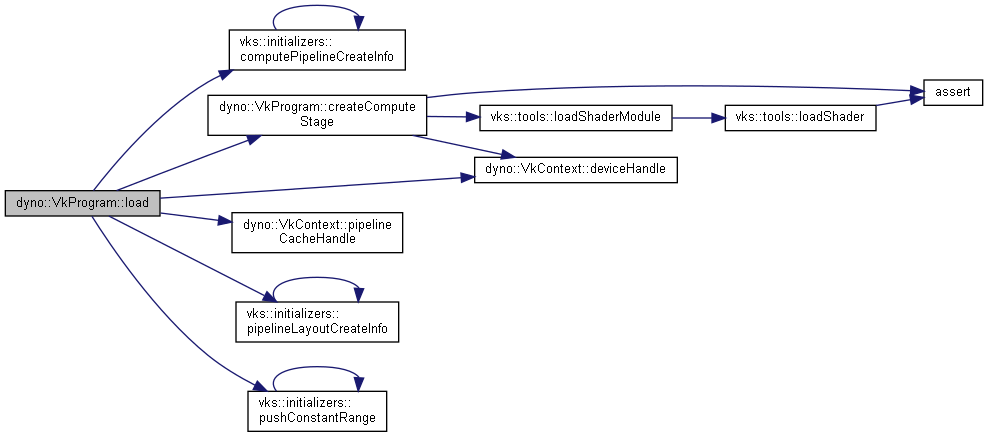 vks::initializers::
computePipelineCreateInfo
dyno::VkProgram::createCompute
Stage
assert
vks::tools::loadShaderModule
vks::tools::loadShader
dyno::VkContext::deviceHandle
dyno::VkProgram::load
dyno::VkContext::pipeline
CacheHandle
vks::initializers::
pipelineLayoutCreateInfo
vks::initializers::
pushConstantRange